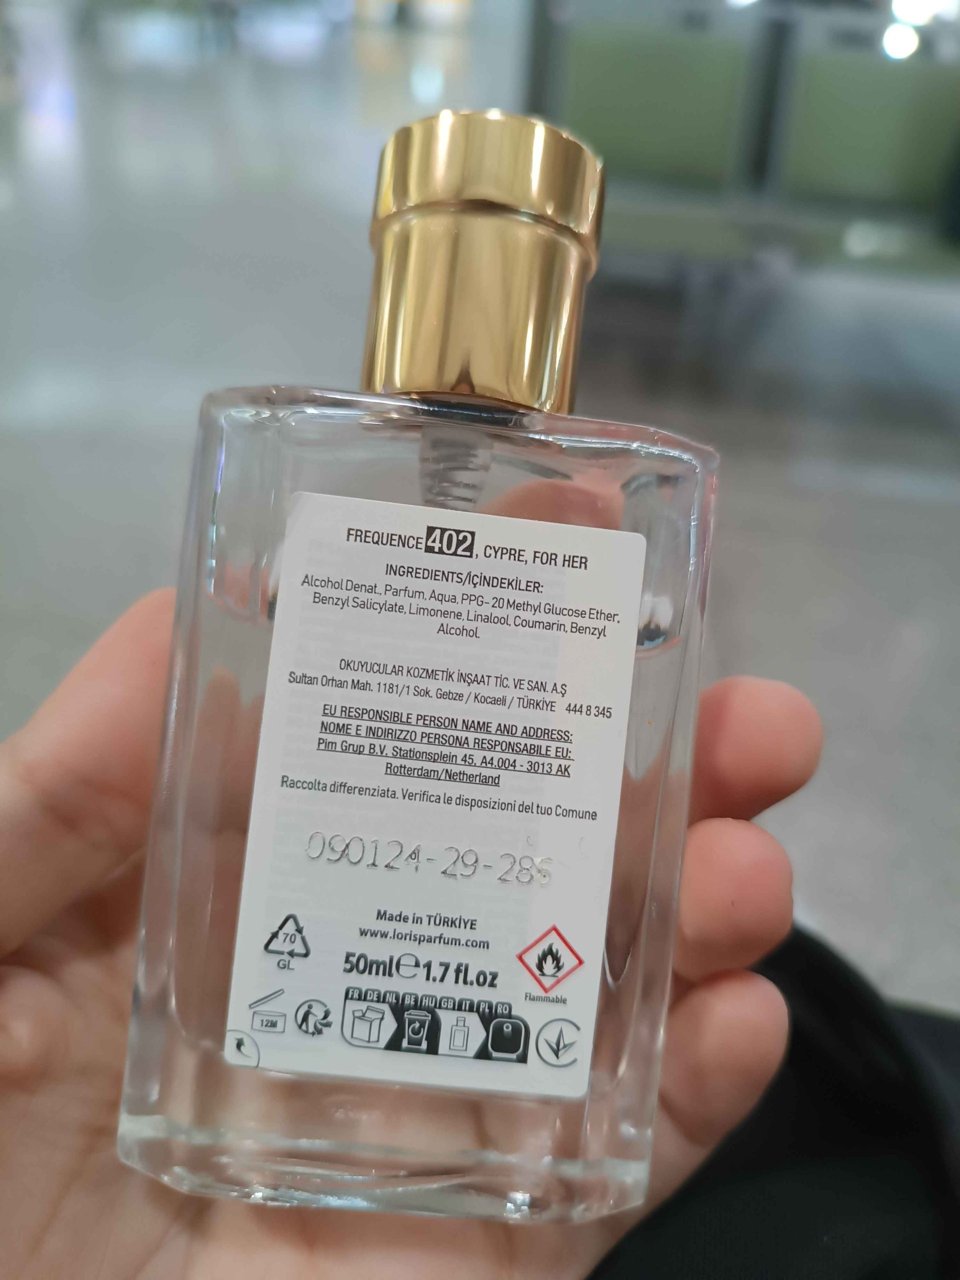 FREQUENCE 402, CYPRE, FOR HER
INGREDIENTS/İÇİNDEKİLER:
Alcohol Denat., Parfum, Aqua, PPG-20 Methyl Glucose Ether,
Benzyl Salicylate, Limonene, Linalool, Coumarin, Benzyl
Alcohol.
OKUYUCULAR KOZMETİK İNŞAAT TİC. VE SAN. A.Ş
Sultan Orhan Mah. 1181/1 Sok. Gebze / Kocaeli / TÜRKİYE 444 8 345
EU RESPONSIBLE PERSON NAME AND ADDRESS:
NOME E INDIRIZZO PERSONA RESPONSABILE EU:
Pim Grup B.V. Stationsplein 45, A4.004 - 3013 AK
Rotterdam/Netherland
Raccolta differenziata. Verifica le disposizioni del tuo Comune
090124-29-286
Made in TÜRKİYE
www.lorisparfum.com
70
GL
50ml e 1.7 fl.oz
Flammable
FR DE NL BE HU GB IT PL RO
12M